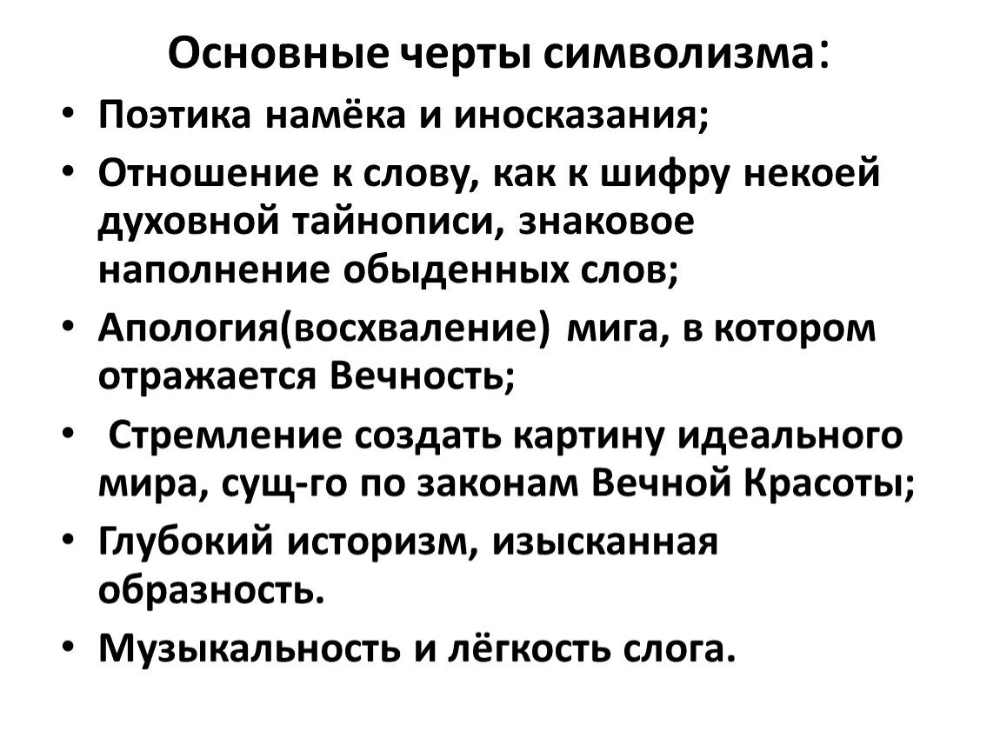 Основные черты символизма:
• Поэтика намёка и иносказания;
• Отношение к слову, как к шифру некоей
духовной тайнописи, знаковое
наполнение обыденных слов;
• Апология(восхваление) мига, в котором
отражается Вечность;
• Стремление создать картину идеального
мира, сущ-го по законам Вечной Красоты;
• Глубокий историзм, изысканная
образность.
• Музыкальность и лёгкость слога.